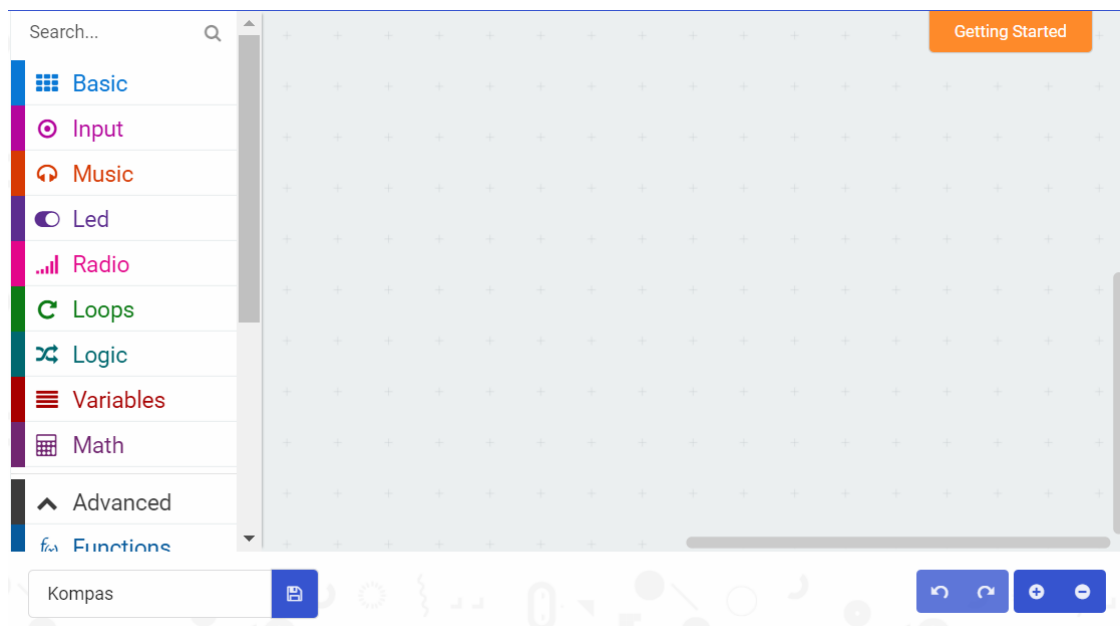 Search...
Getting Started
Basic
Input
Music
Led
Radio
Loops
Logic
Variables
Math
Advanced
f(x) Functions
Kompas